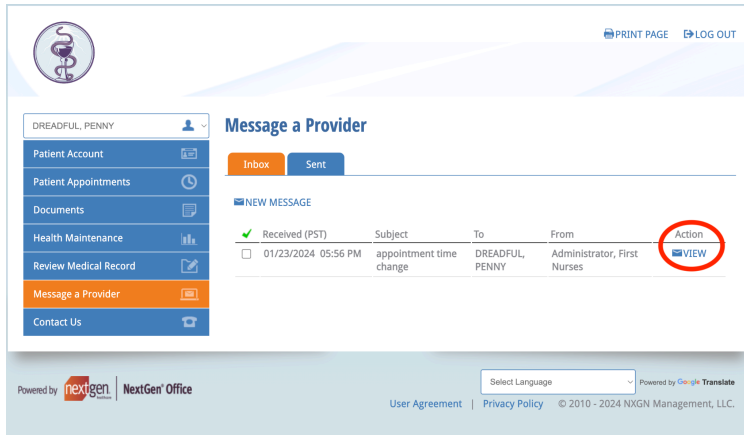 PRINT PAGE LOG OUT
DREADFUL, PENNY
Patient Account
Patient Appointments
Documents
Health Maintenance
Review Medical Record
Message a Provider
Contact Us
Message a Provider
Inbox Sent
NEW MESSAGE
Received (PST) Subject To From Action
01/23/2024 05:56 PM appointment time DREADFUL, Administrator, First VIEW
change PENNY Nurses
Powered by nextgen healthcare NextGen® Office
Select Language Powered by Google Translate
User Agreement | Privacy Policy © 2010 - 2024 NXGN Management, LLC.